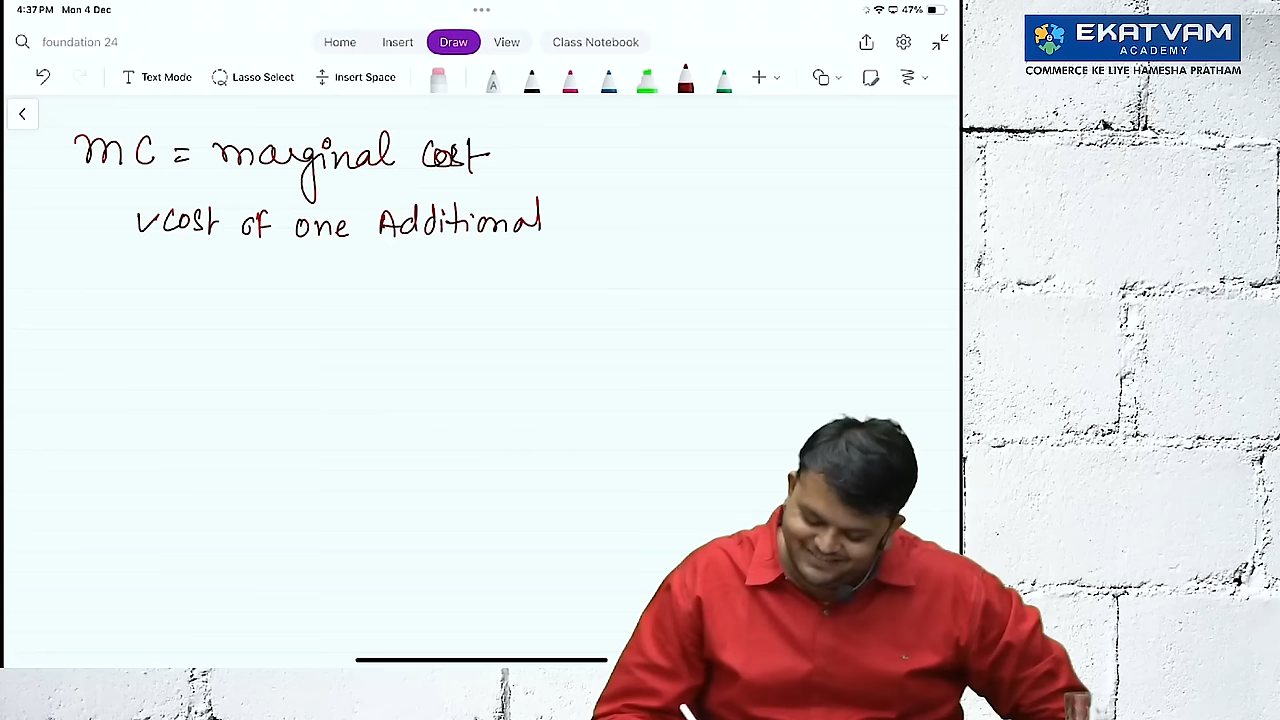 4:37 PM Mon 4 Dec
47%
foundation 24
Home Insert Draw View Class Notebook
Text Mode Lasso Select Insert Space
EKATVAM
ACADEMY
COMMERCE KE LIYE HAMESHA PRATHAM
MC = marginal cost
✓cost of one Additional